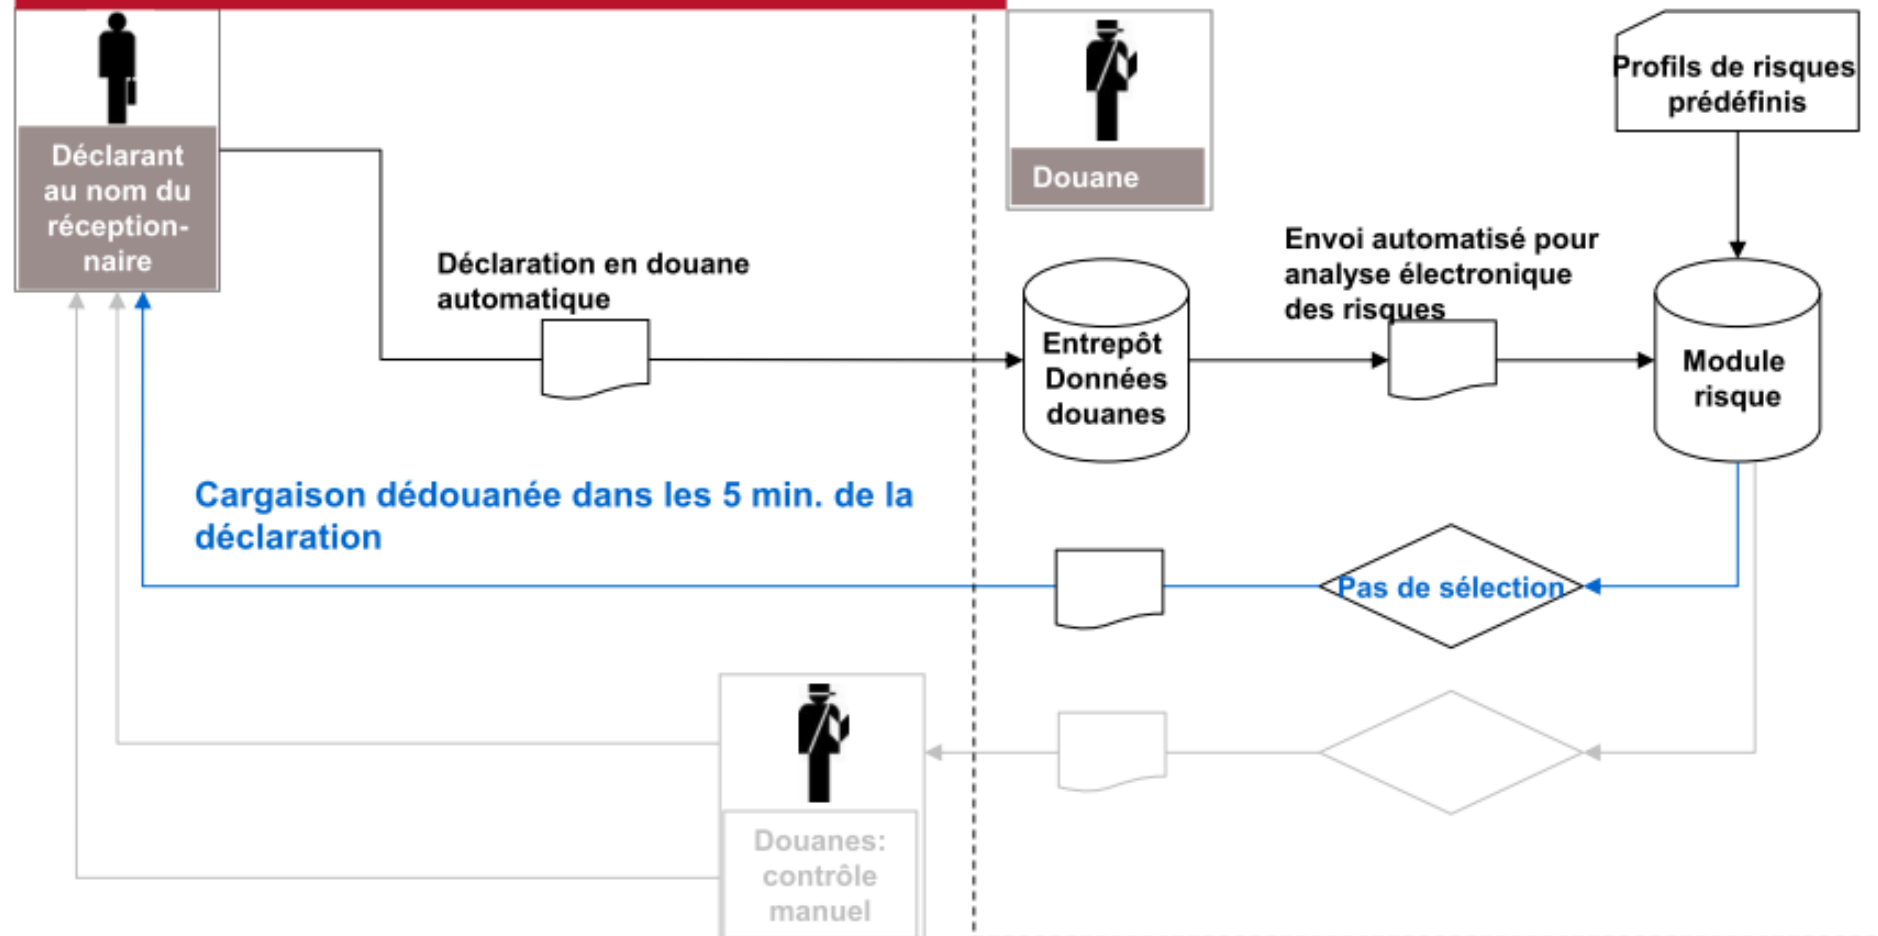 Déclarant
au nom du
réception-
naire
Douane
Profils de risques
prédéfinis
Déclaration en douane
automatique
Envoi automatisé pour
analyse électronique
des risques
Entrepôt
Données
douanes
Module
risque
Cargaison dédouanée dans les 5 min. de la
déclaration
Pas de sélection
Douanes:
contrôle
manuel